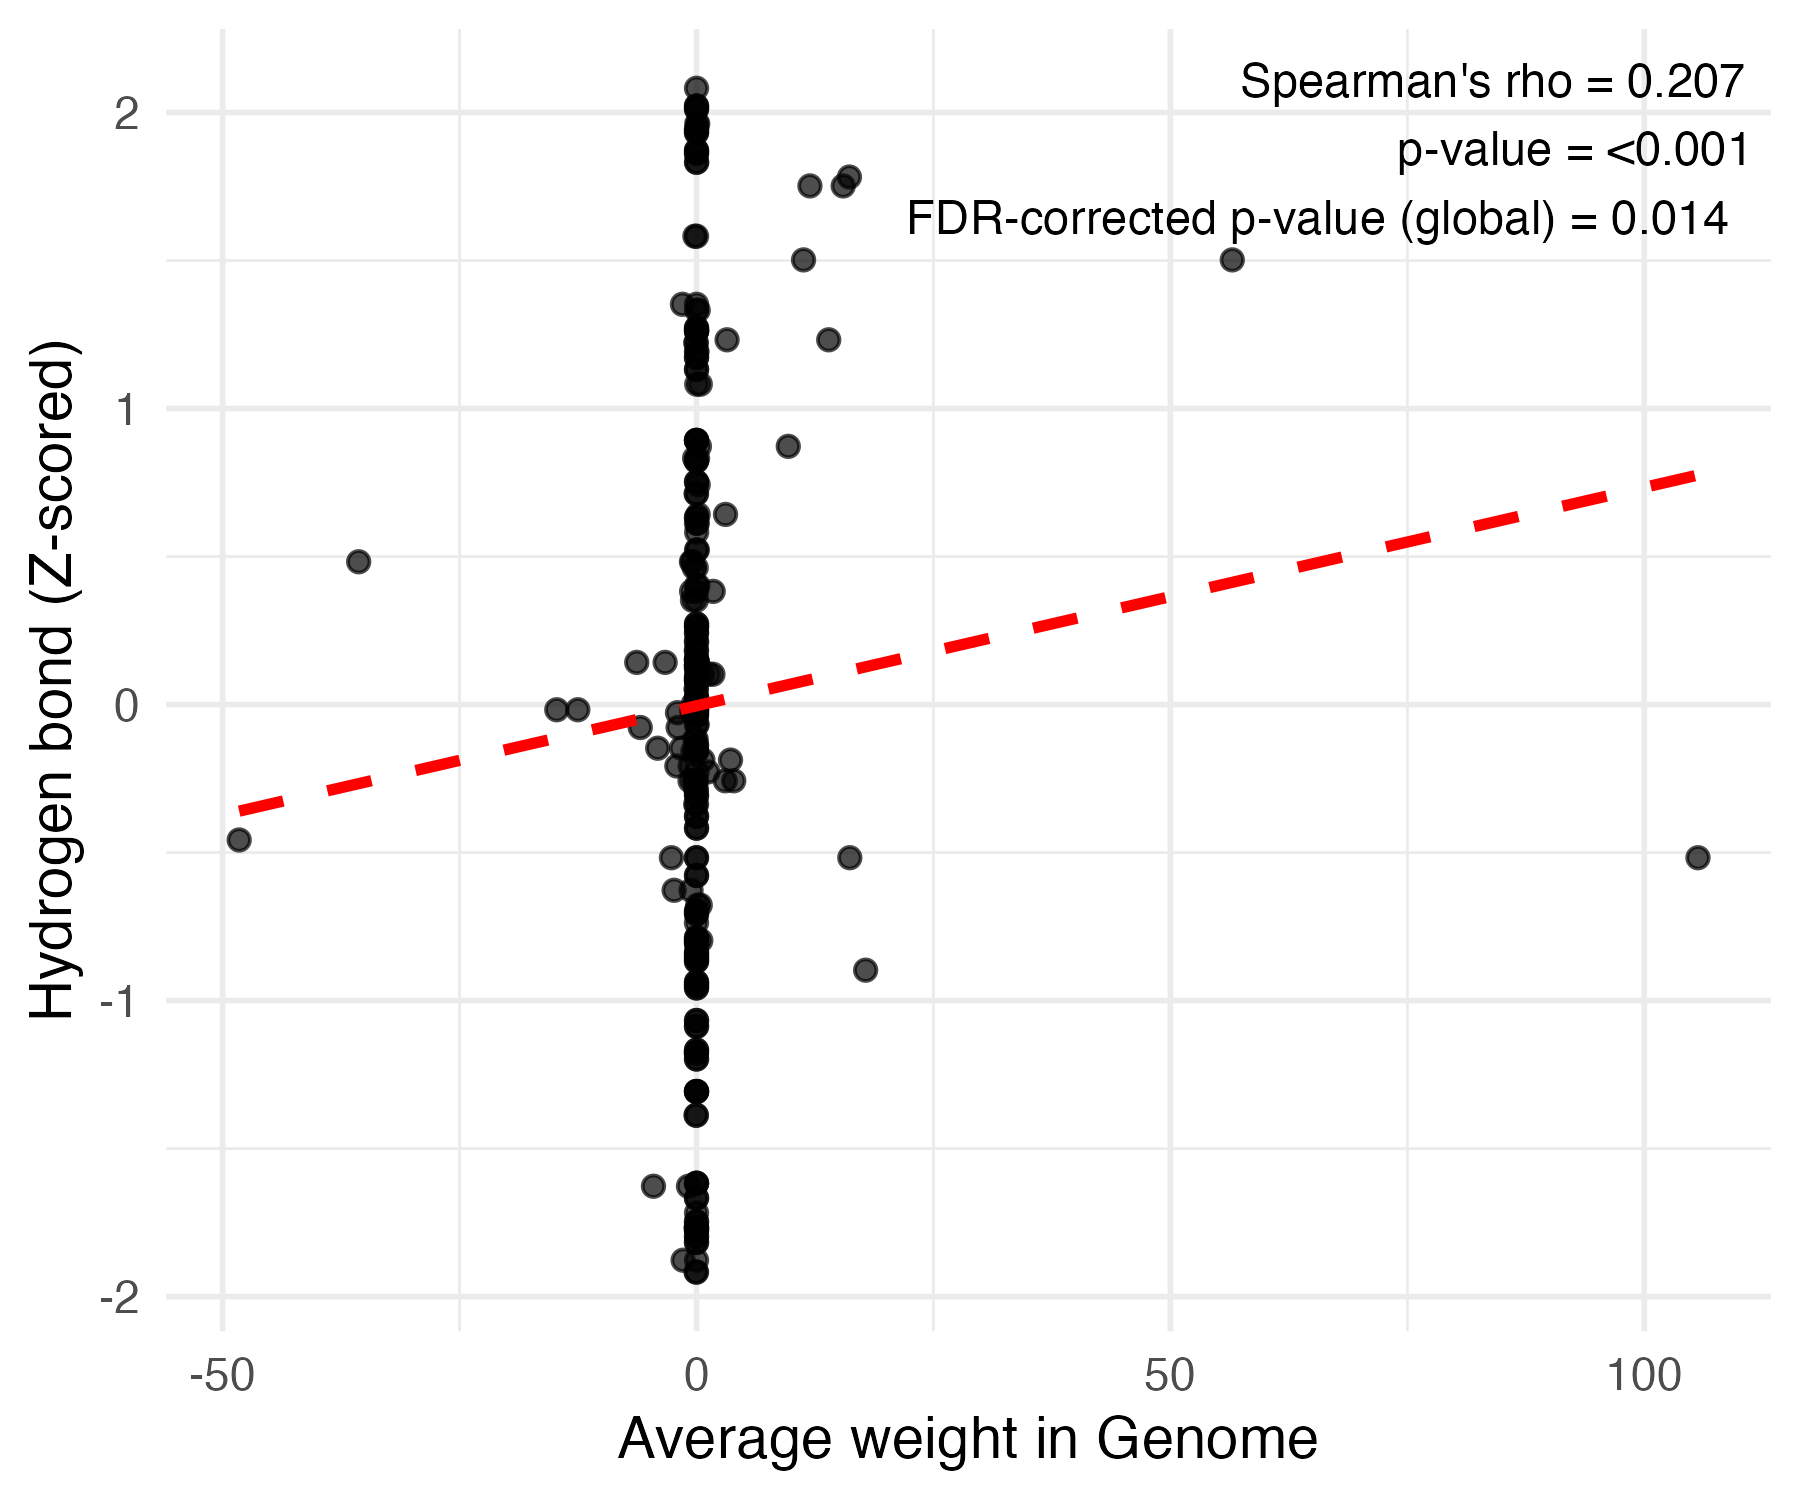 Spearman's rho = 0.207
p-value = <0.001
FDR-corrected p-value (global) = 0.014
2
1
0
-1
-2
Hydrogen bond (Z-scored)
-50
0
50
100
Average weight in Genome